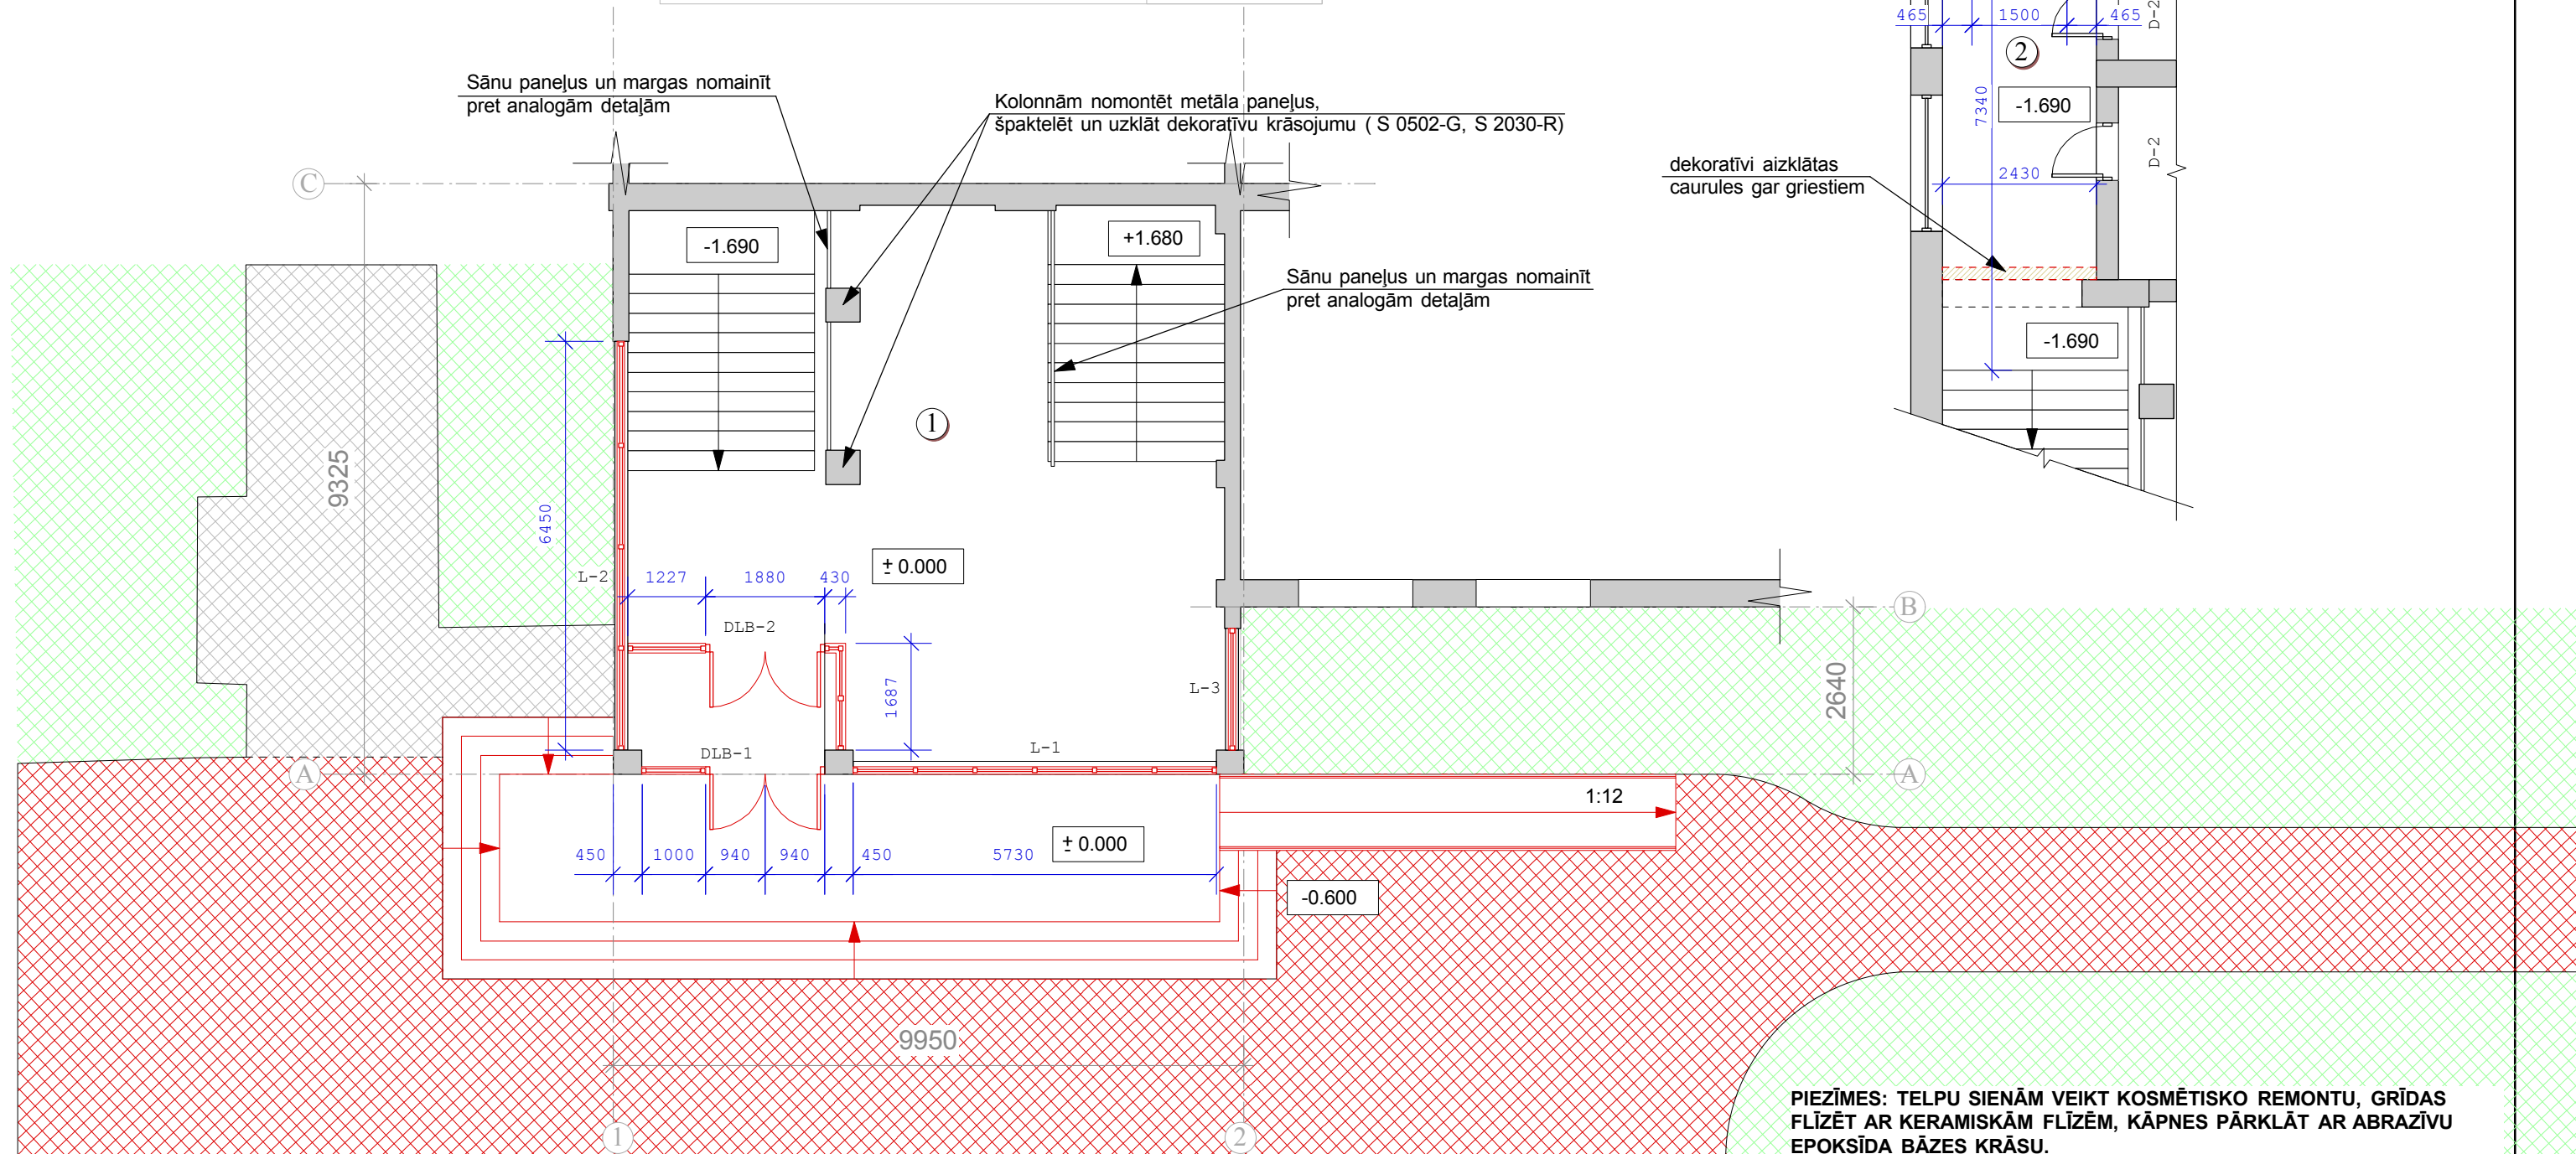 465
1500
465
D-2
2
-1.690
7340
D-2
2430
dekoratīvi aizklātas
caurules gar griestiem
-1.690
Sānu paneļus un margas nomainīt
pret analogām detaļām
Kolonnām nomontēt metāla paneļus,
špaktelēt un uzklāt dekoratīvu krāsojumu ( S 0502-G, S 2030-R)
C
-1.690
+1.680
Sānu paneļus un margas nomainīt
pret analogām detaļām
1
9325
6450
L-2
1227
1880
430
± 0.000
DLB-2
1687
L-3
B
2640
DLB-1
L-1
A
A
1:12
450
1000
940
940
450
5730
± 0.000
-0.600
9950
1
2
PIEZĪMES: TELPU SIENĀM VEIKT KOSMĒTISKO REMONTU, GRĪDAS
FLĪZĒT AR KERAMISKĀM FLĪZĒM, KĀPNES PĀRKLĀT AR ABRAZĪVU
EPOKSĪDA BĀZES KRĀSU.